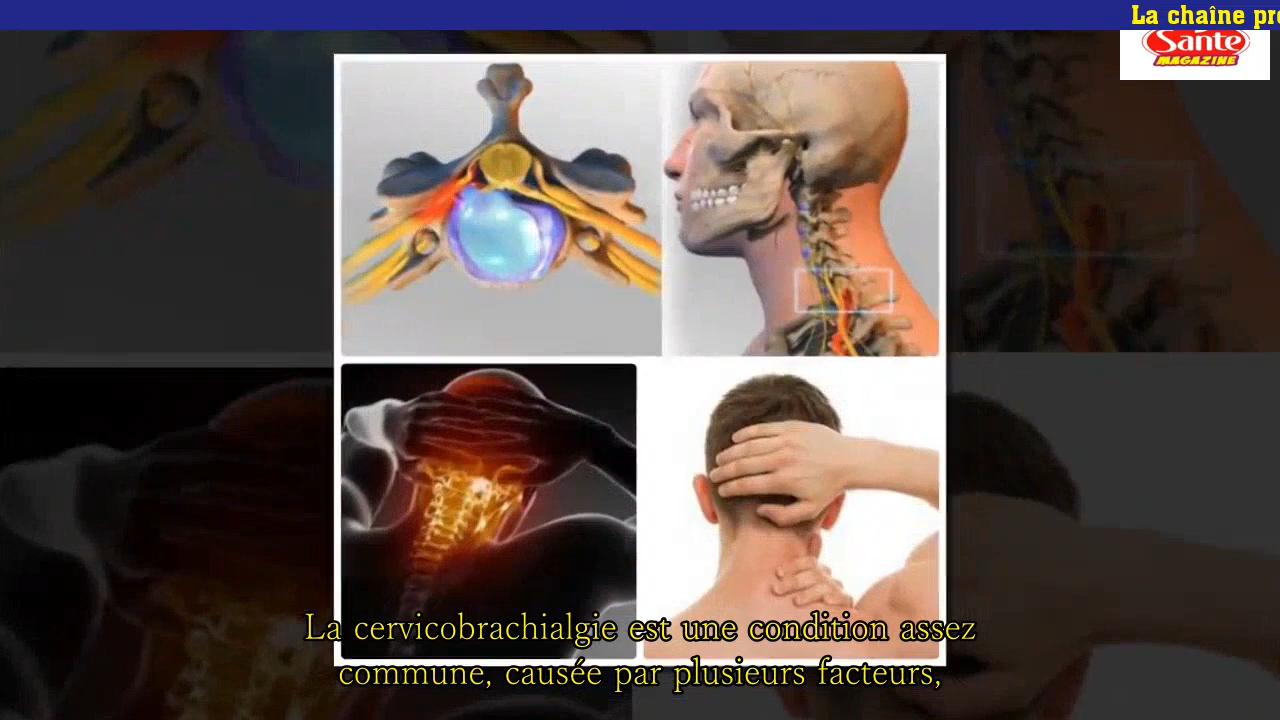 La chaîne pr
Santé
MAGAZINE
La cervicobrachialgie est une condition assez
commune, causée par plusieurs facteurs,